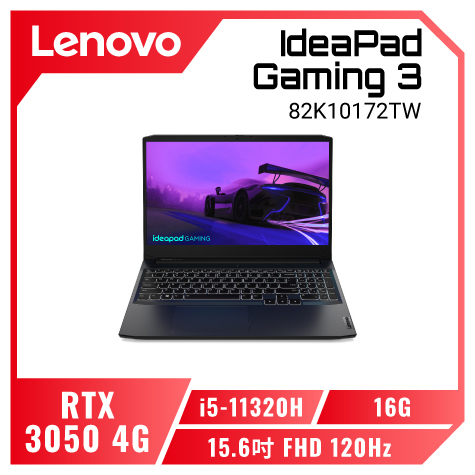 Lenovo
IdeaPad
Gaming 3
82K10172TW
ideapad GAMING
RTX
3050 4G
i5-11320H
16G
15.6吋 FHD 120Hz